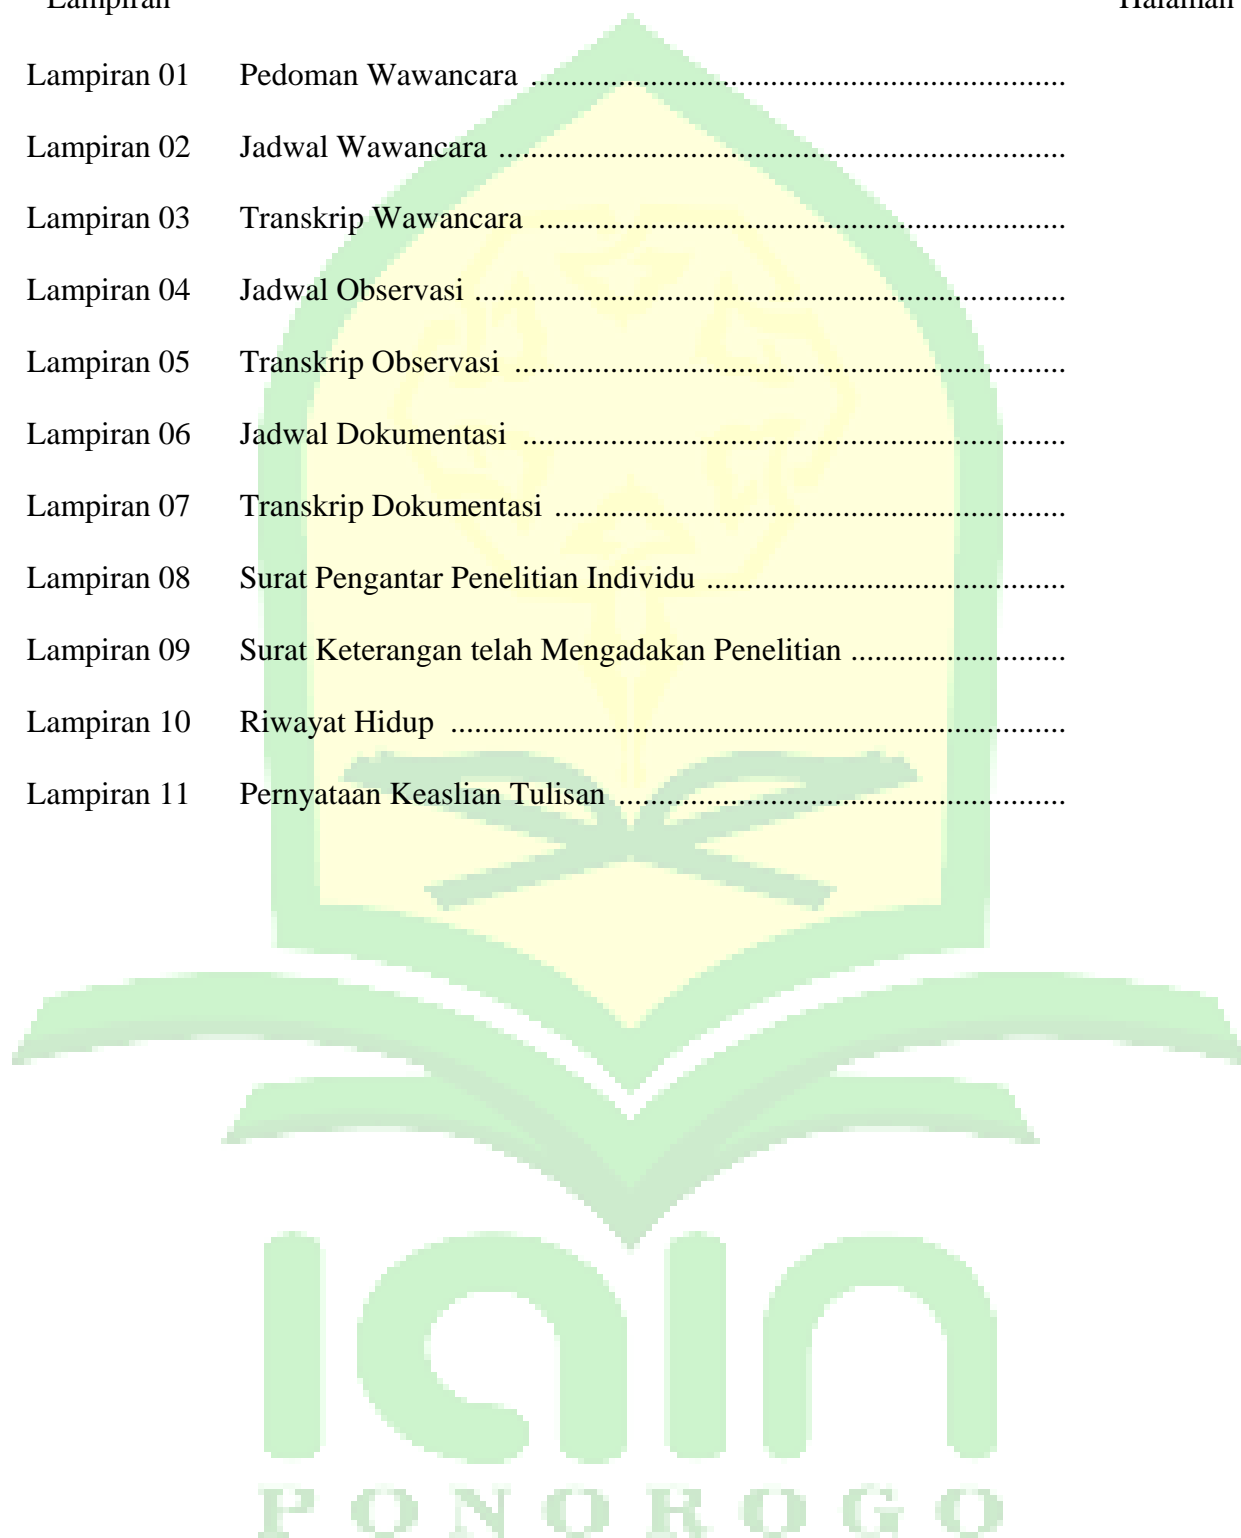 Lampiran Halaman
Lampiran 01 Pedoman Wawancara ....................................................................
Lampiran 02 Jadwal Wawancara ........................................................................
Lampiran 03 Transkrip Wawancara ...................................................................
Lampiran 04 Jadwal Observasi ...........................................................................
Lampiran 05 Transkrip Observasi ......................................................................
Lampiran 06 Jadwal Dokumentasi .....................................................................
Lampiran 07 Transkrip Dokumentasi .................................................................
Lampiran 08 Surat Pengantar Penelitian Individu ..............................................
Lampiran 09 Surat Keterangan telah Mengadakan Penelitian ...........................
Lampiran 10 Riwayat Hidup ..............................................................................
Lampiran 11 Pernyataan Keaslian Tulisan .........................................................
IAIN
PONOROGO